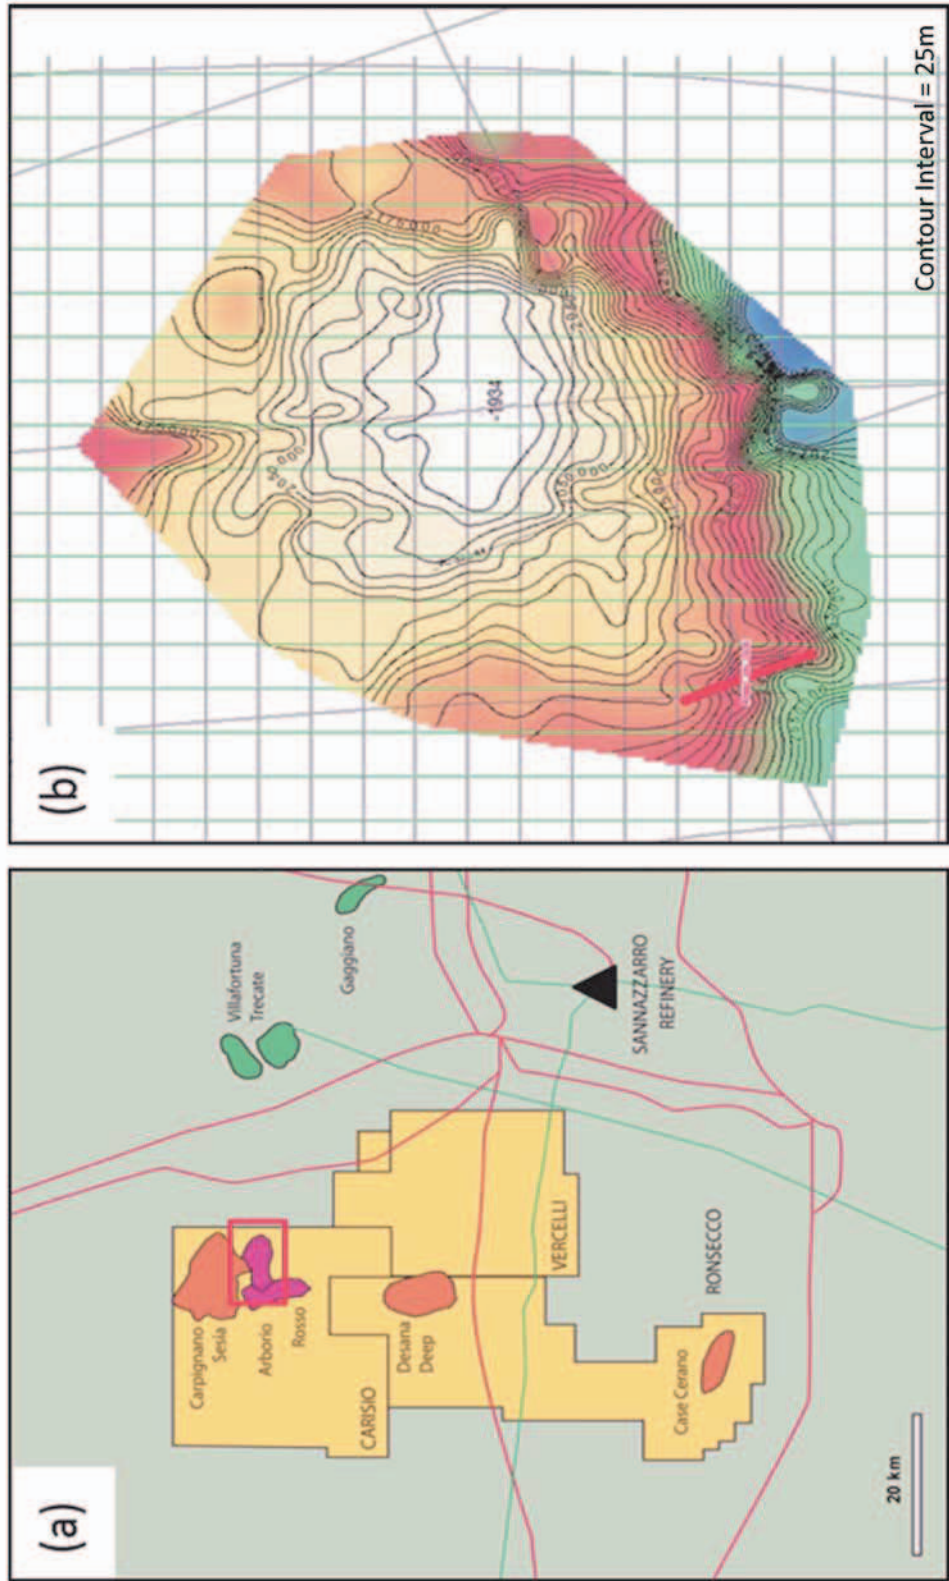 (a)
Villafortuna
Trecate
Gaggiano
Carpignano
Sesia
Arborio
Rosso
CARISIO
Desana
Deep
VERCELLI
SANNAZZARRO
REFINERY
Case Cerano
RONSECCO
20 km
(b)
-1934
Contour Interval = 25m